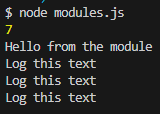 $ node modules.js
7
Hello from the module
Log this text
Log this text
Log this text